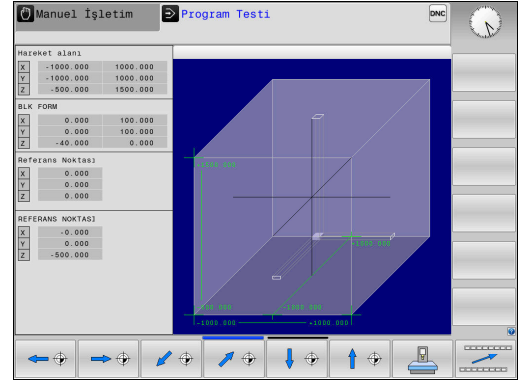 Manuel İşletim
Program Testi
DNC
Hareket alanı
X -1000.000 1000.000
Y -1000.000 1000.000
Z -500.000 1500.000
BLK FORM
X 0.000 100.000
Y 0.000 100.000
Z -40.000 0.000
Referans Noktası
X 0.000
Y 0.000
Z 0.000
REFERANS NOKTASI
X -0.000
Y 0.000
Z -500.000
+1000.000
-1000.000 +1000.000